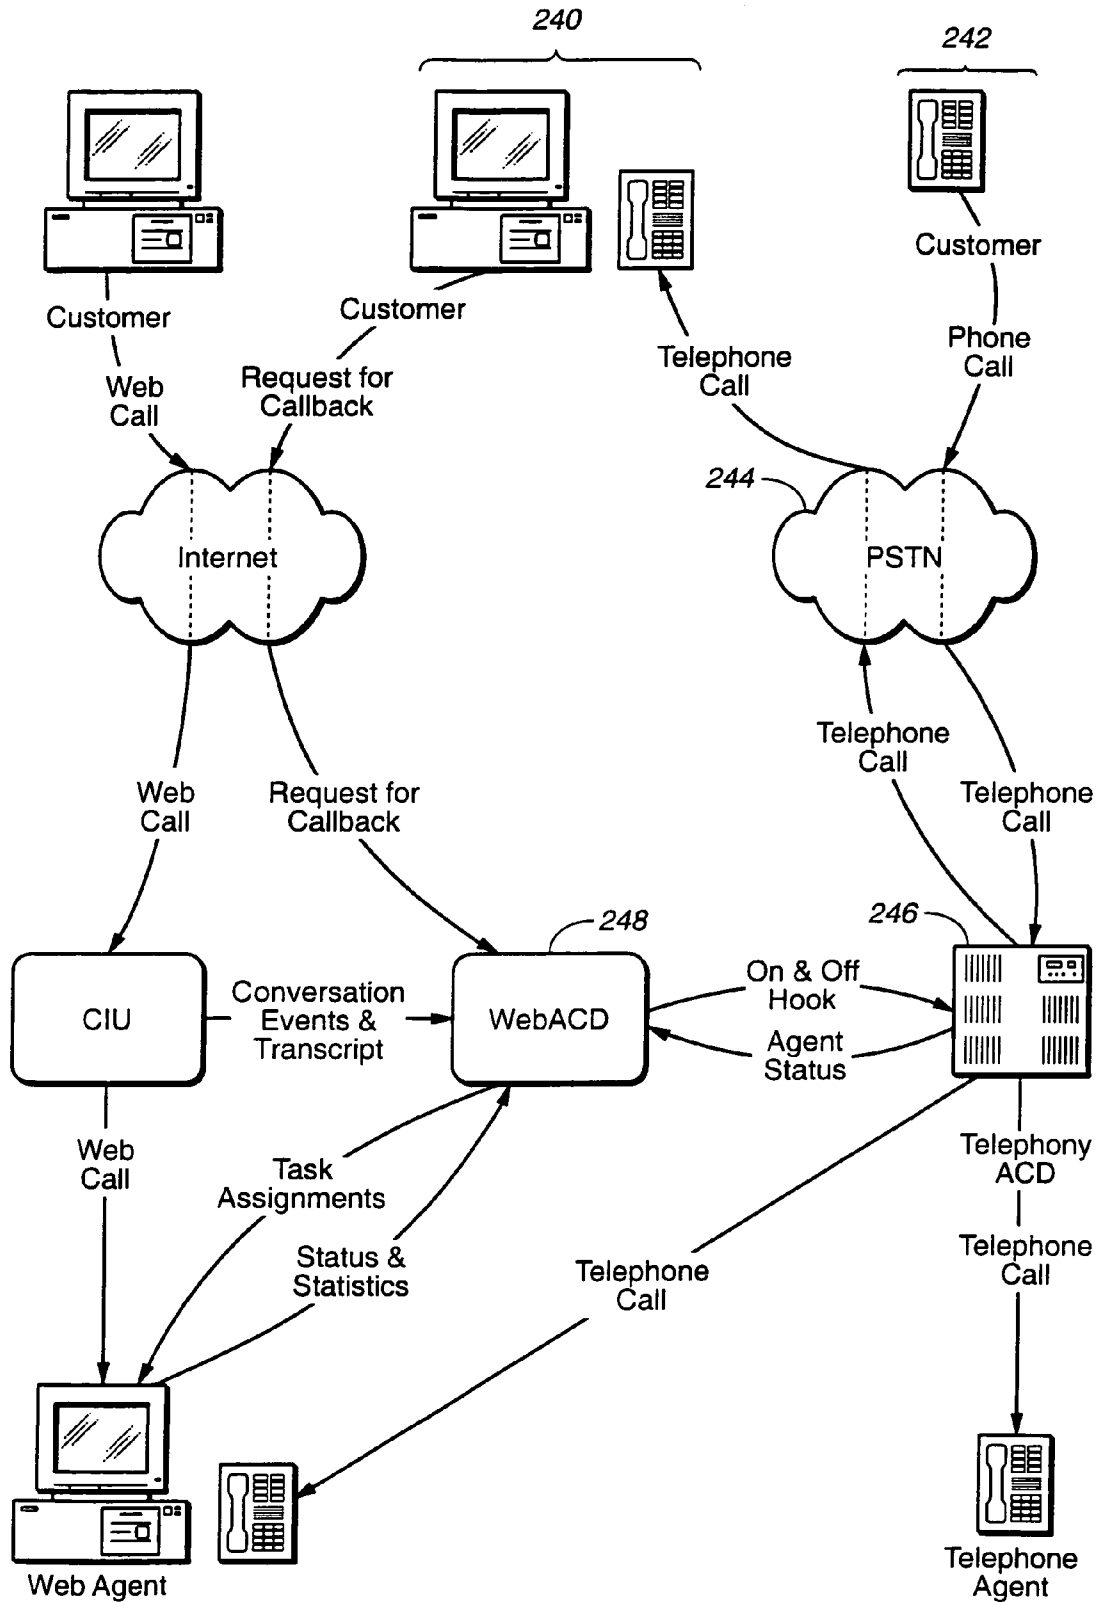 240
242
Customer
Customer
Customer
Web
Call
Request for
Callback
Telephone
Call
Phone
Call
244
Internet
PSTN
Telephone
Call
Web
Call
Request for
Callback
Telephone
Call
248
246
CIU
Conversation
Events &
Transcript
WebACD
On & Off
Hook
Agent
Status
Web
Call
Task
Assignments
Telephony
ACD
Status &
Statistics
Telephone
Call
Telephone
Call
Web Agent
Telephone
Agent